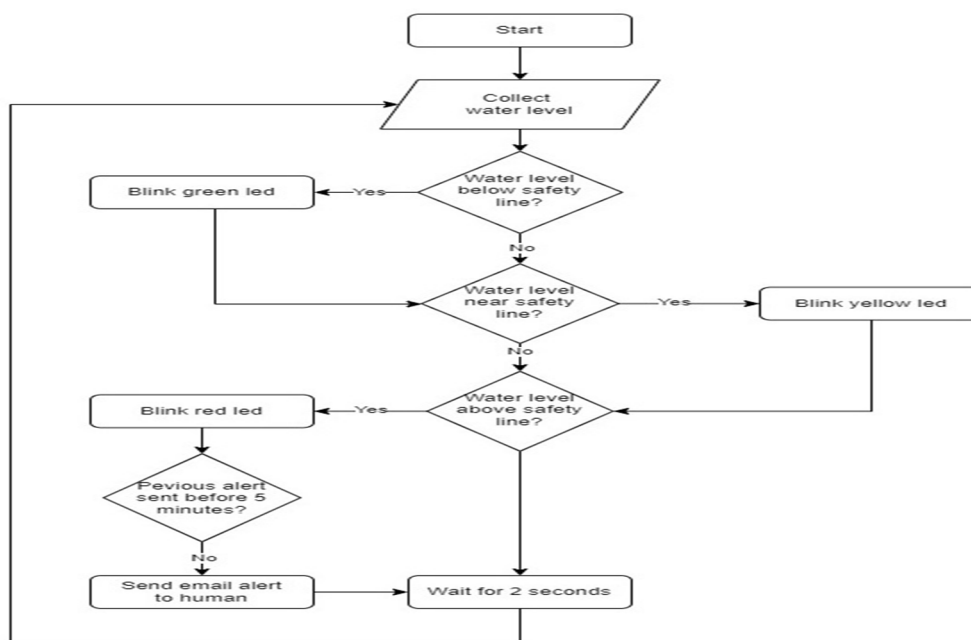 Start
Collect
water level
Water level
below safety
line?
Yes
Blink green led
No
Water level
near safety
line?
Yes
Blink yellow led
No
Water level
above safety
line?
Yes
Blink red led
Pevious alert
sent before 5
minutes?
No
Send email alert
to human
Wait for 2 seconds